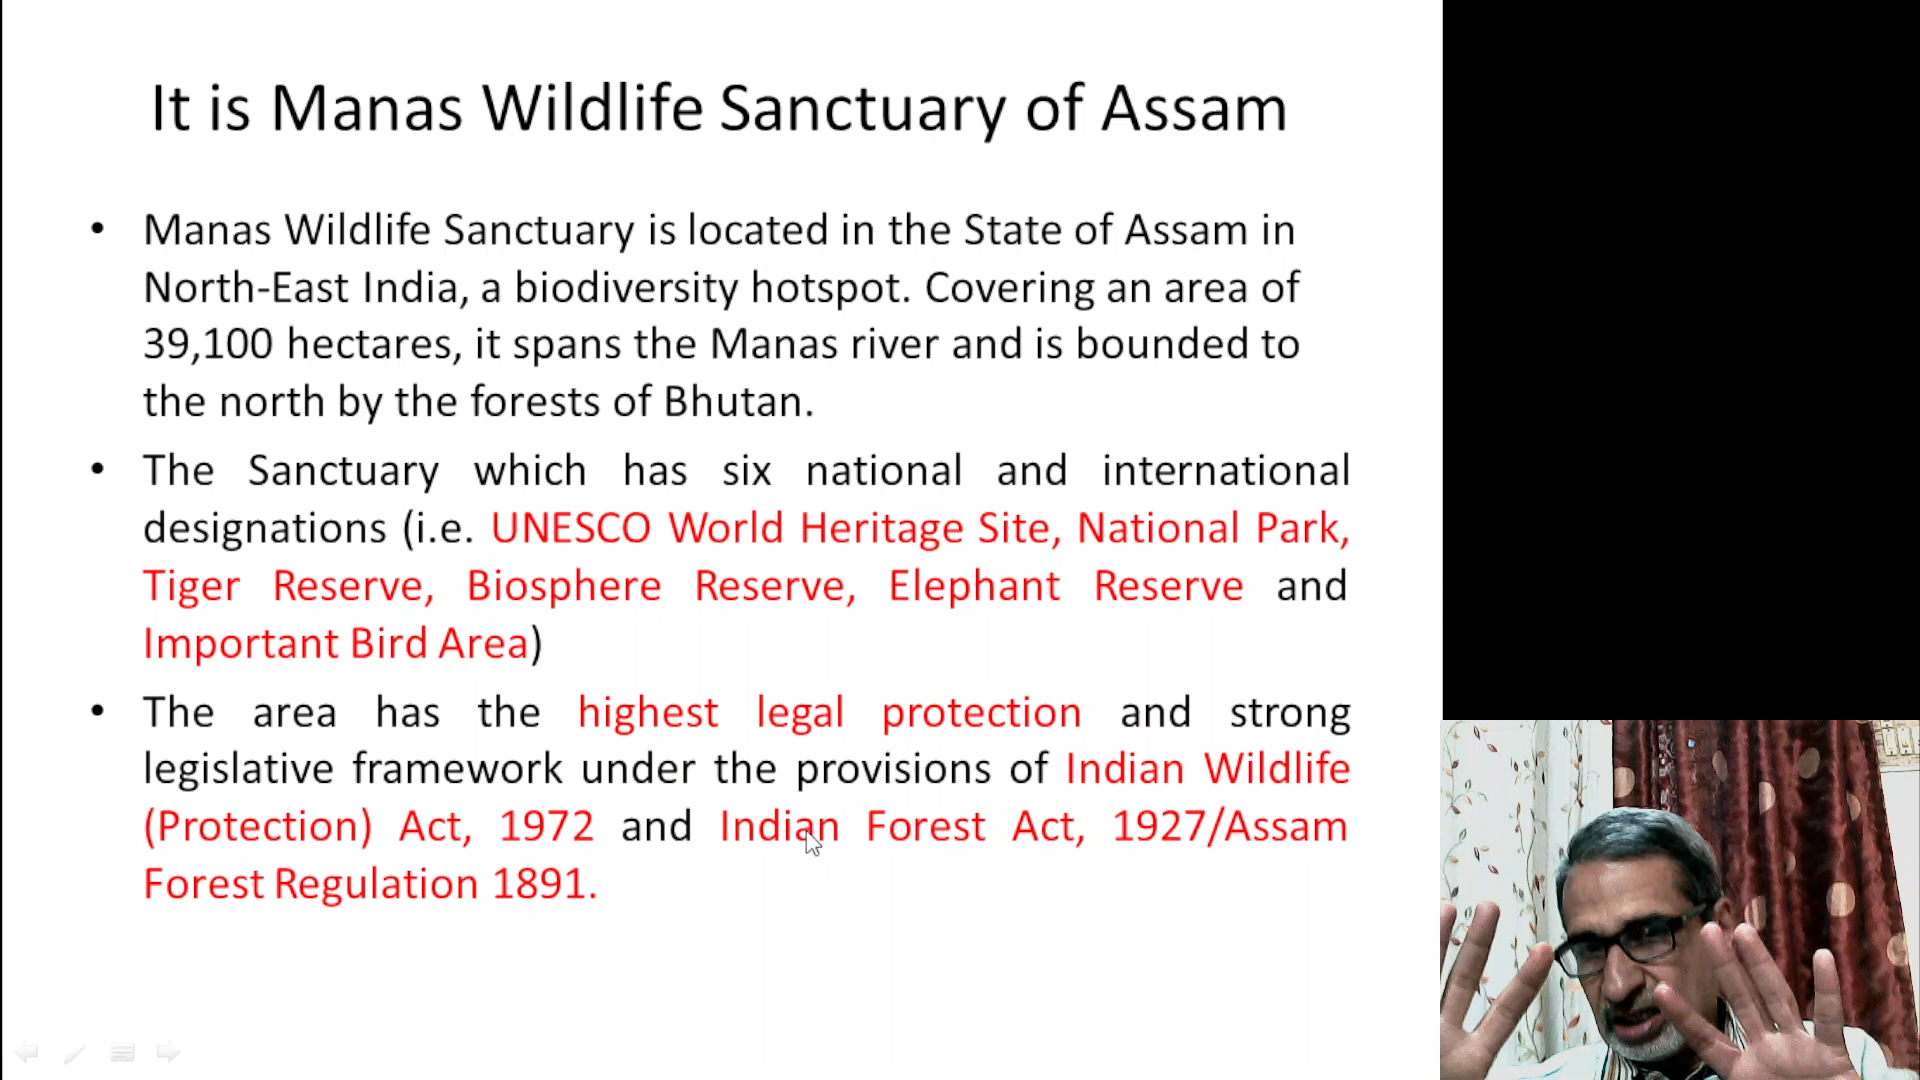 It is Manas Wildlife Sanctuary of Assam
• Manas Wildlife Sanctuary is located in the State of Assam in
North-East India, a biodiversity hotspot. Covering an area of
39,100 hectares, it spans the Manas river and is bounded to
the north by the forests of Bhutan.
• The Sanctuary which has six national and international
designations (i.e. UNESCO World Heritage Site, National Park,
Tiger Reserve, Biosphere Reserve, Elephant Reserve and
Important Bird Area)
• The area has the highest legal protection and strong
legislative framework under the provisions of Indian Wildlife
(Protection) Act, 1972 and Indian Forest Act, 1927/Assam
Forest Regulation 1891.